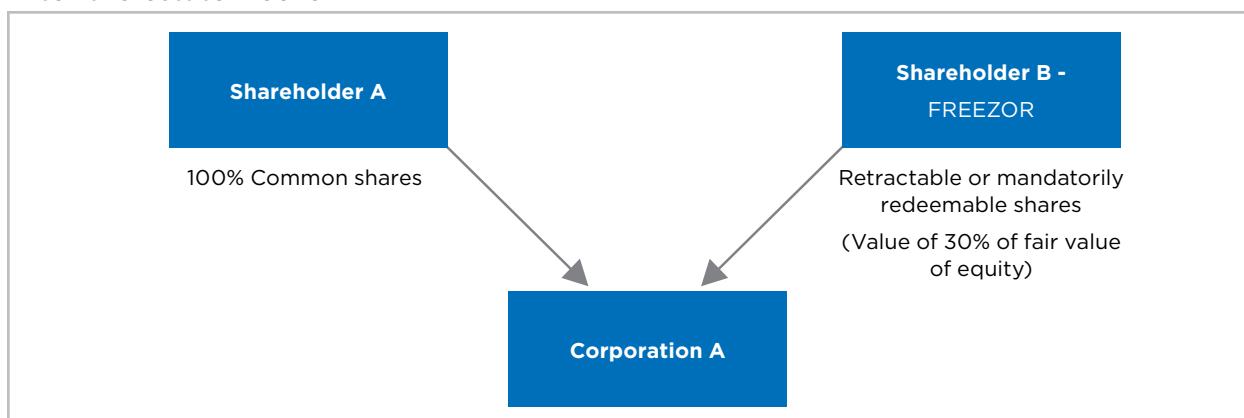 Shareholder A
Shareholder B -
FREEZOR
100% Common shares
Retractable or mandatorily
redeemable shares
(Value of 30% of fair value
of equity)
Corporation A